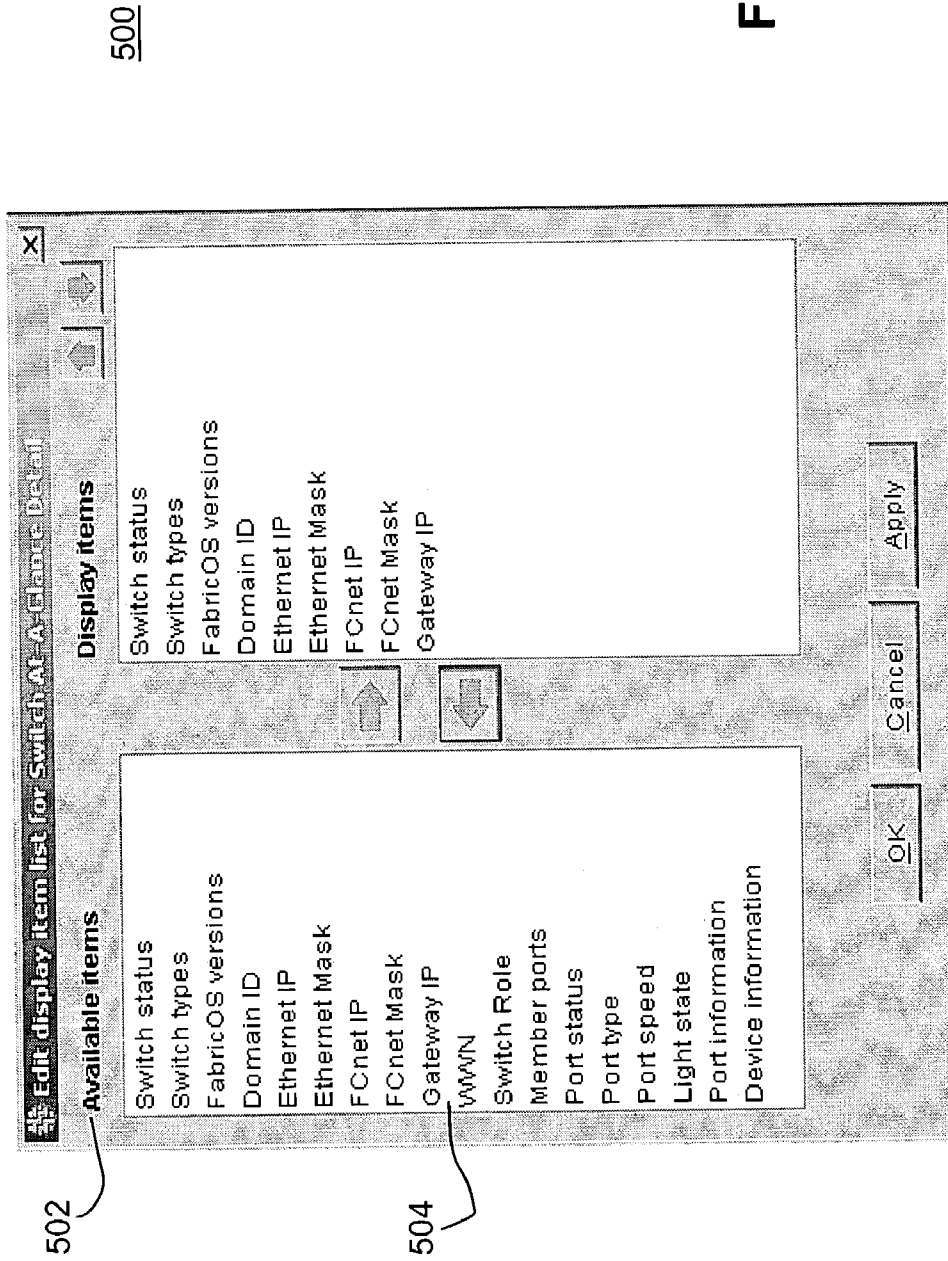 500
F
Edit display item list for Switch At-A-Glance Detail
Available items
Switch status
Switch types
FabricOS versions
Domain ID
Ethernet IP
Ethernet Mask
FCnet IP
FCnet Mask
Gateway IP
WWN
Switch Role
Member ports
Port status
Port type
Port speed
Light state
Port information
Device information
Display items
Switch status
Switch types
FabricOS versions
Domain ID
Ethernet IP
Ethernet Mask
FCnet IP
FCnet Mask
Gateway IP
OK
Cancel
Apply
502
504